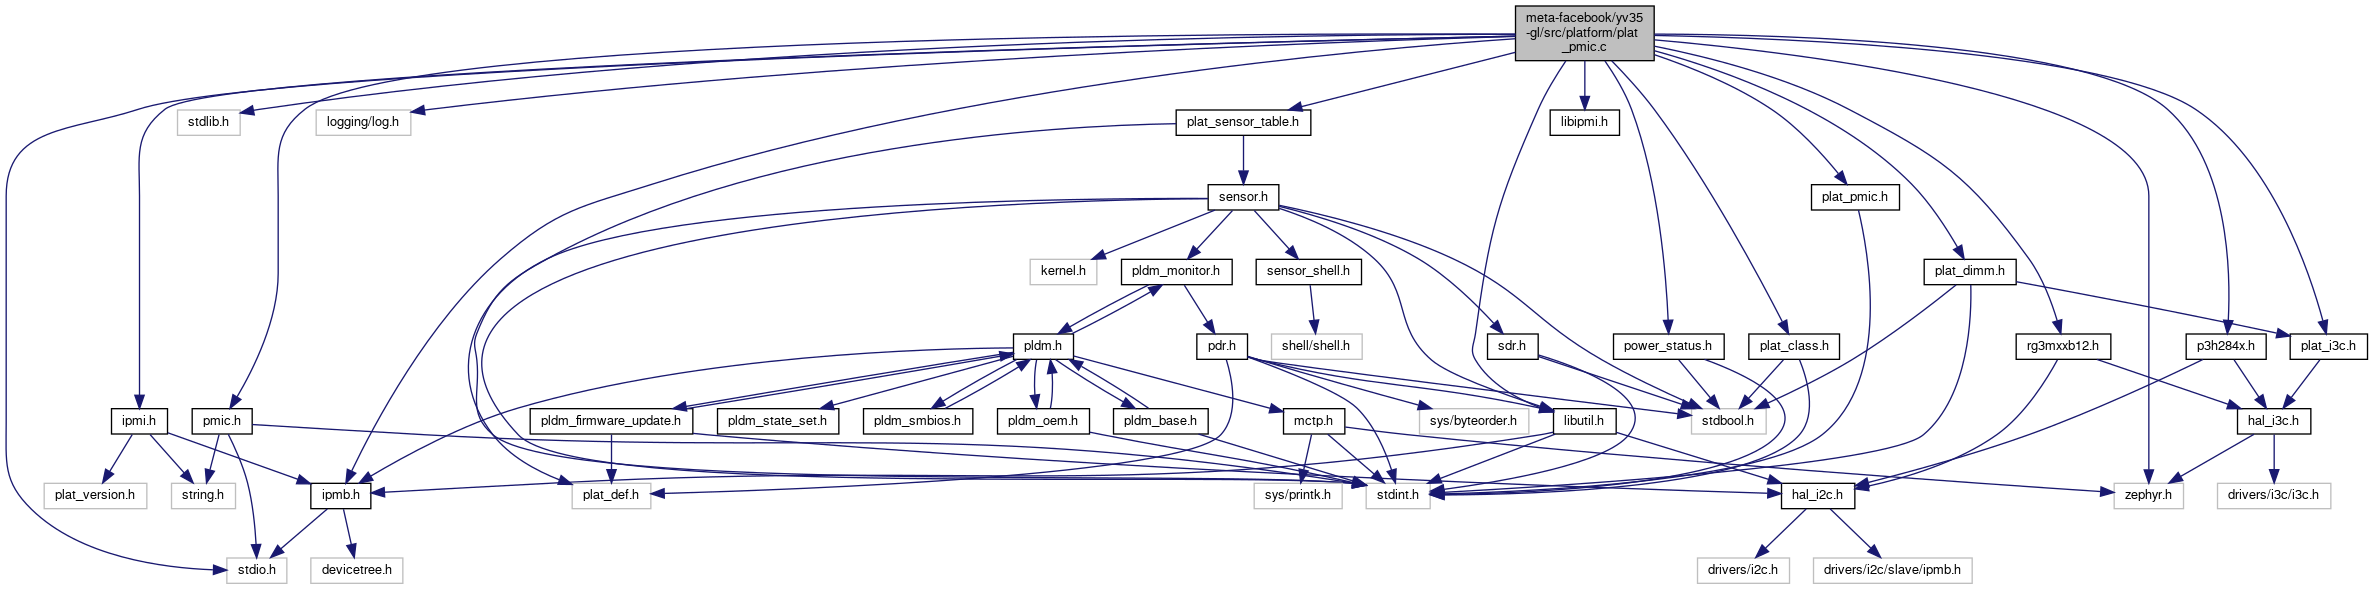 meta-facebook/yv35
-gl/src/platform/plat
_pmic.c
stdlib.h
logging/log.h
plat_sensor_table.h
libipmi.h
sensor.h
plat_pmic.h
kernel.h
pldm_monitor.h
sensor_shell.h
plat_dimm.h
pldm.h
shell/shell.h
pdr.h
sdr.h
power_status.h
plat_class.h
rg3mxxb12.h
p3h284x.h
plat_i3c.h
ipmi.h
pmic.h
pldm_firmware_update.h
pldm_state_set.h
pldm_smbios.h
pldm_oem.h
pldm_base.h
mctp.h
sys/byteorder.h
libutil.h
stdbool.h
hal_i3c.h
plat_version.h
string.h
ipmb.h
plat_def.h
sys/printk.h
stdint.h
hal_i2c.h
zephyr.h
drivers/i3c/i3c.h
stdio.h
devicetree.h
drivers/i2c.h
drivers/i2c/slave/ipmb.h